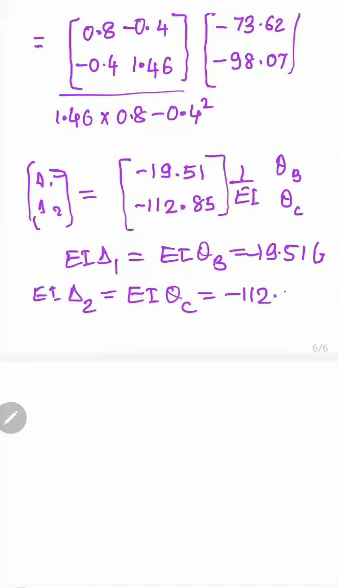 = [0.8 -0.4 [-73.62
-0.4 1.46] -98.07]
1.46 × 0.8 - 0.4²
[Δ1 = [-19.51 1/EI θB
Δ2] -112.85] θC
EIΔ1 = EIθB = -19.516
EIΔ2 = EIθC = -112.
6/6